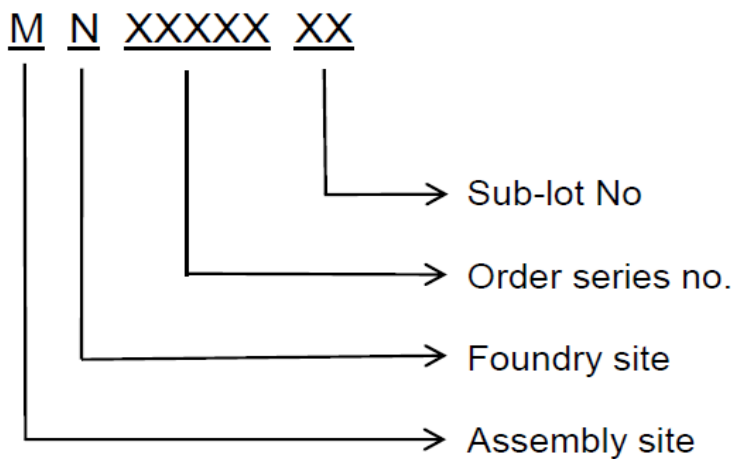 M N XXXXX XX
Sub-lot No
Order series no.
Foundry site
Assembly site